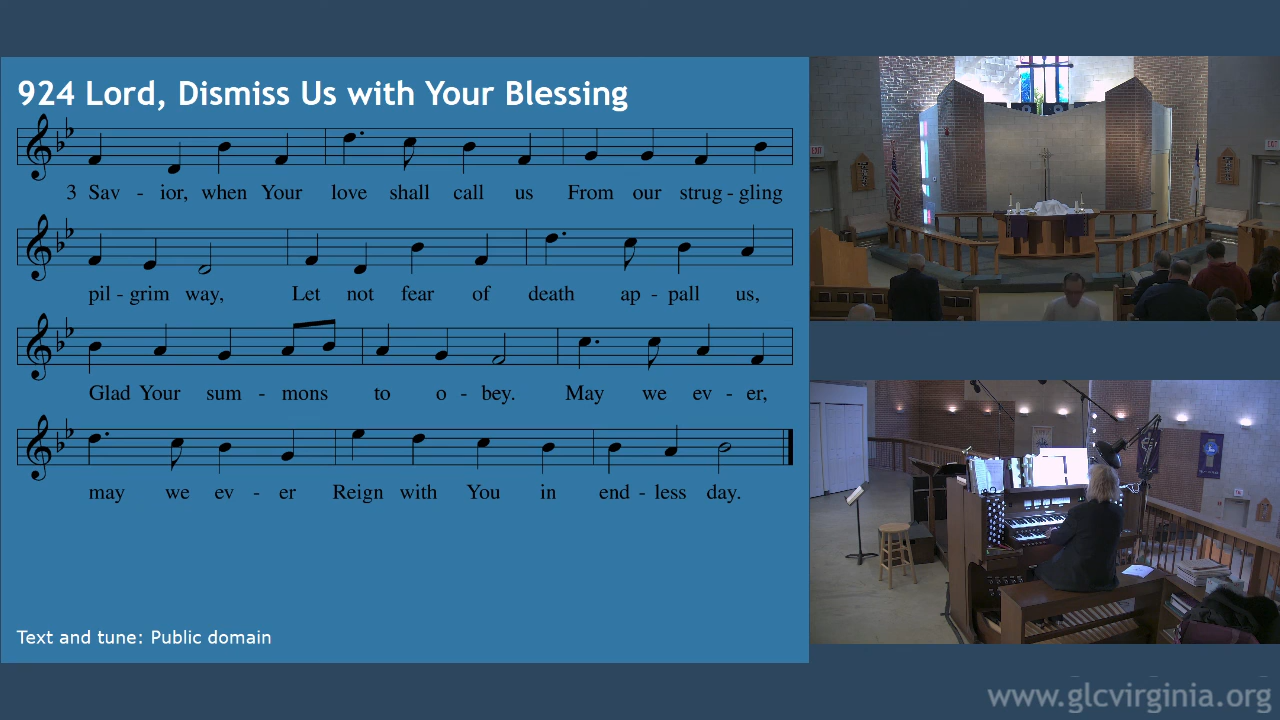 924 Lord, Dismiss Us with Your Blessing
3 Sav - ior, when Your love shall call us From our strug - gling
pil - grim way, Let not fear of death ap - pall us,
Glad Your sum - mons to o - bey. May we ev - er,
may we ev - er Reign with You in end - less day.
Text and tune: Public domain
EXIT
EXIT
www.glcvirginia.org